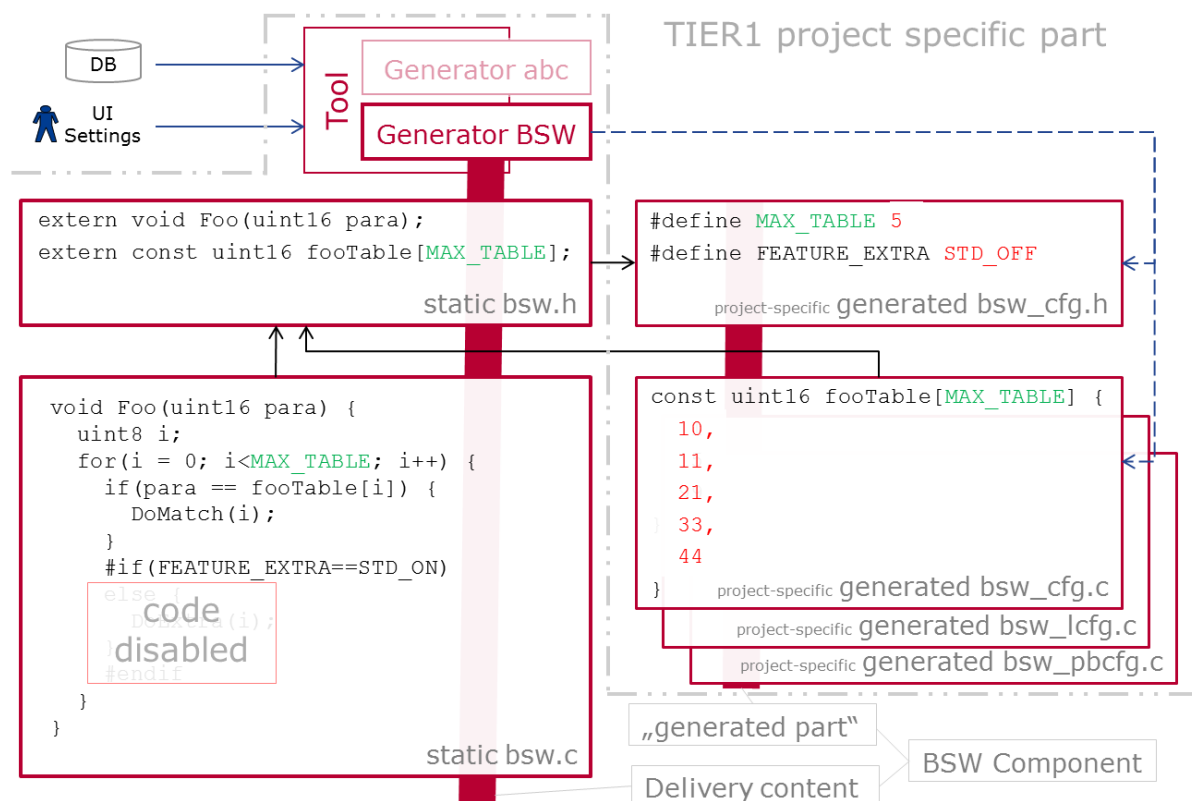 TIER1 project specific part
DB
UI
Settings
Tool
Generator abc
Generator BSW
extern void Foo(uint16 para);
extern const uint16 fooTable[MAX_TABLE];
static bsw.h
#define MAX_TABLE 5
#define FEATURE_EXTRA STD_OFF
project-specific generated bsw_cfg.h
void Foo(uint16 para) {
uint8 i;
for(i = 0; i<MAX_TABLE; i++) {
if(para == fooTable[i]) {
DoMatch(i);
}
#if(FEATURE_EXTRA==STD_ON)
else {
DoExtra(i);
}
#endif
code
disabled
}
}
static bsw.c
const uint16 fooTable[MAX_TABLE] {
10,
11,
21,
33,
44
}
project-specific generated bsw_cfg.c
project-specific generated bsw_lcfg.c
project-specific generated bsw_pbcfg.c
„generated part“
BSW Component
Delivery content